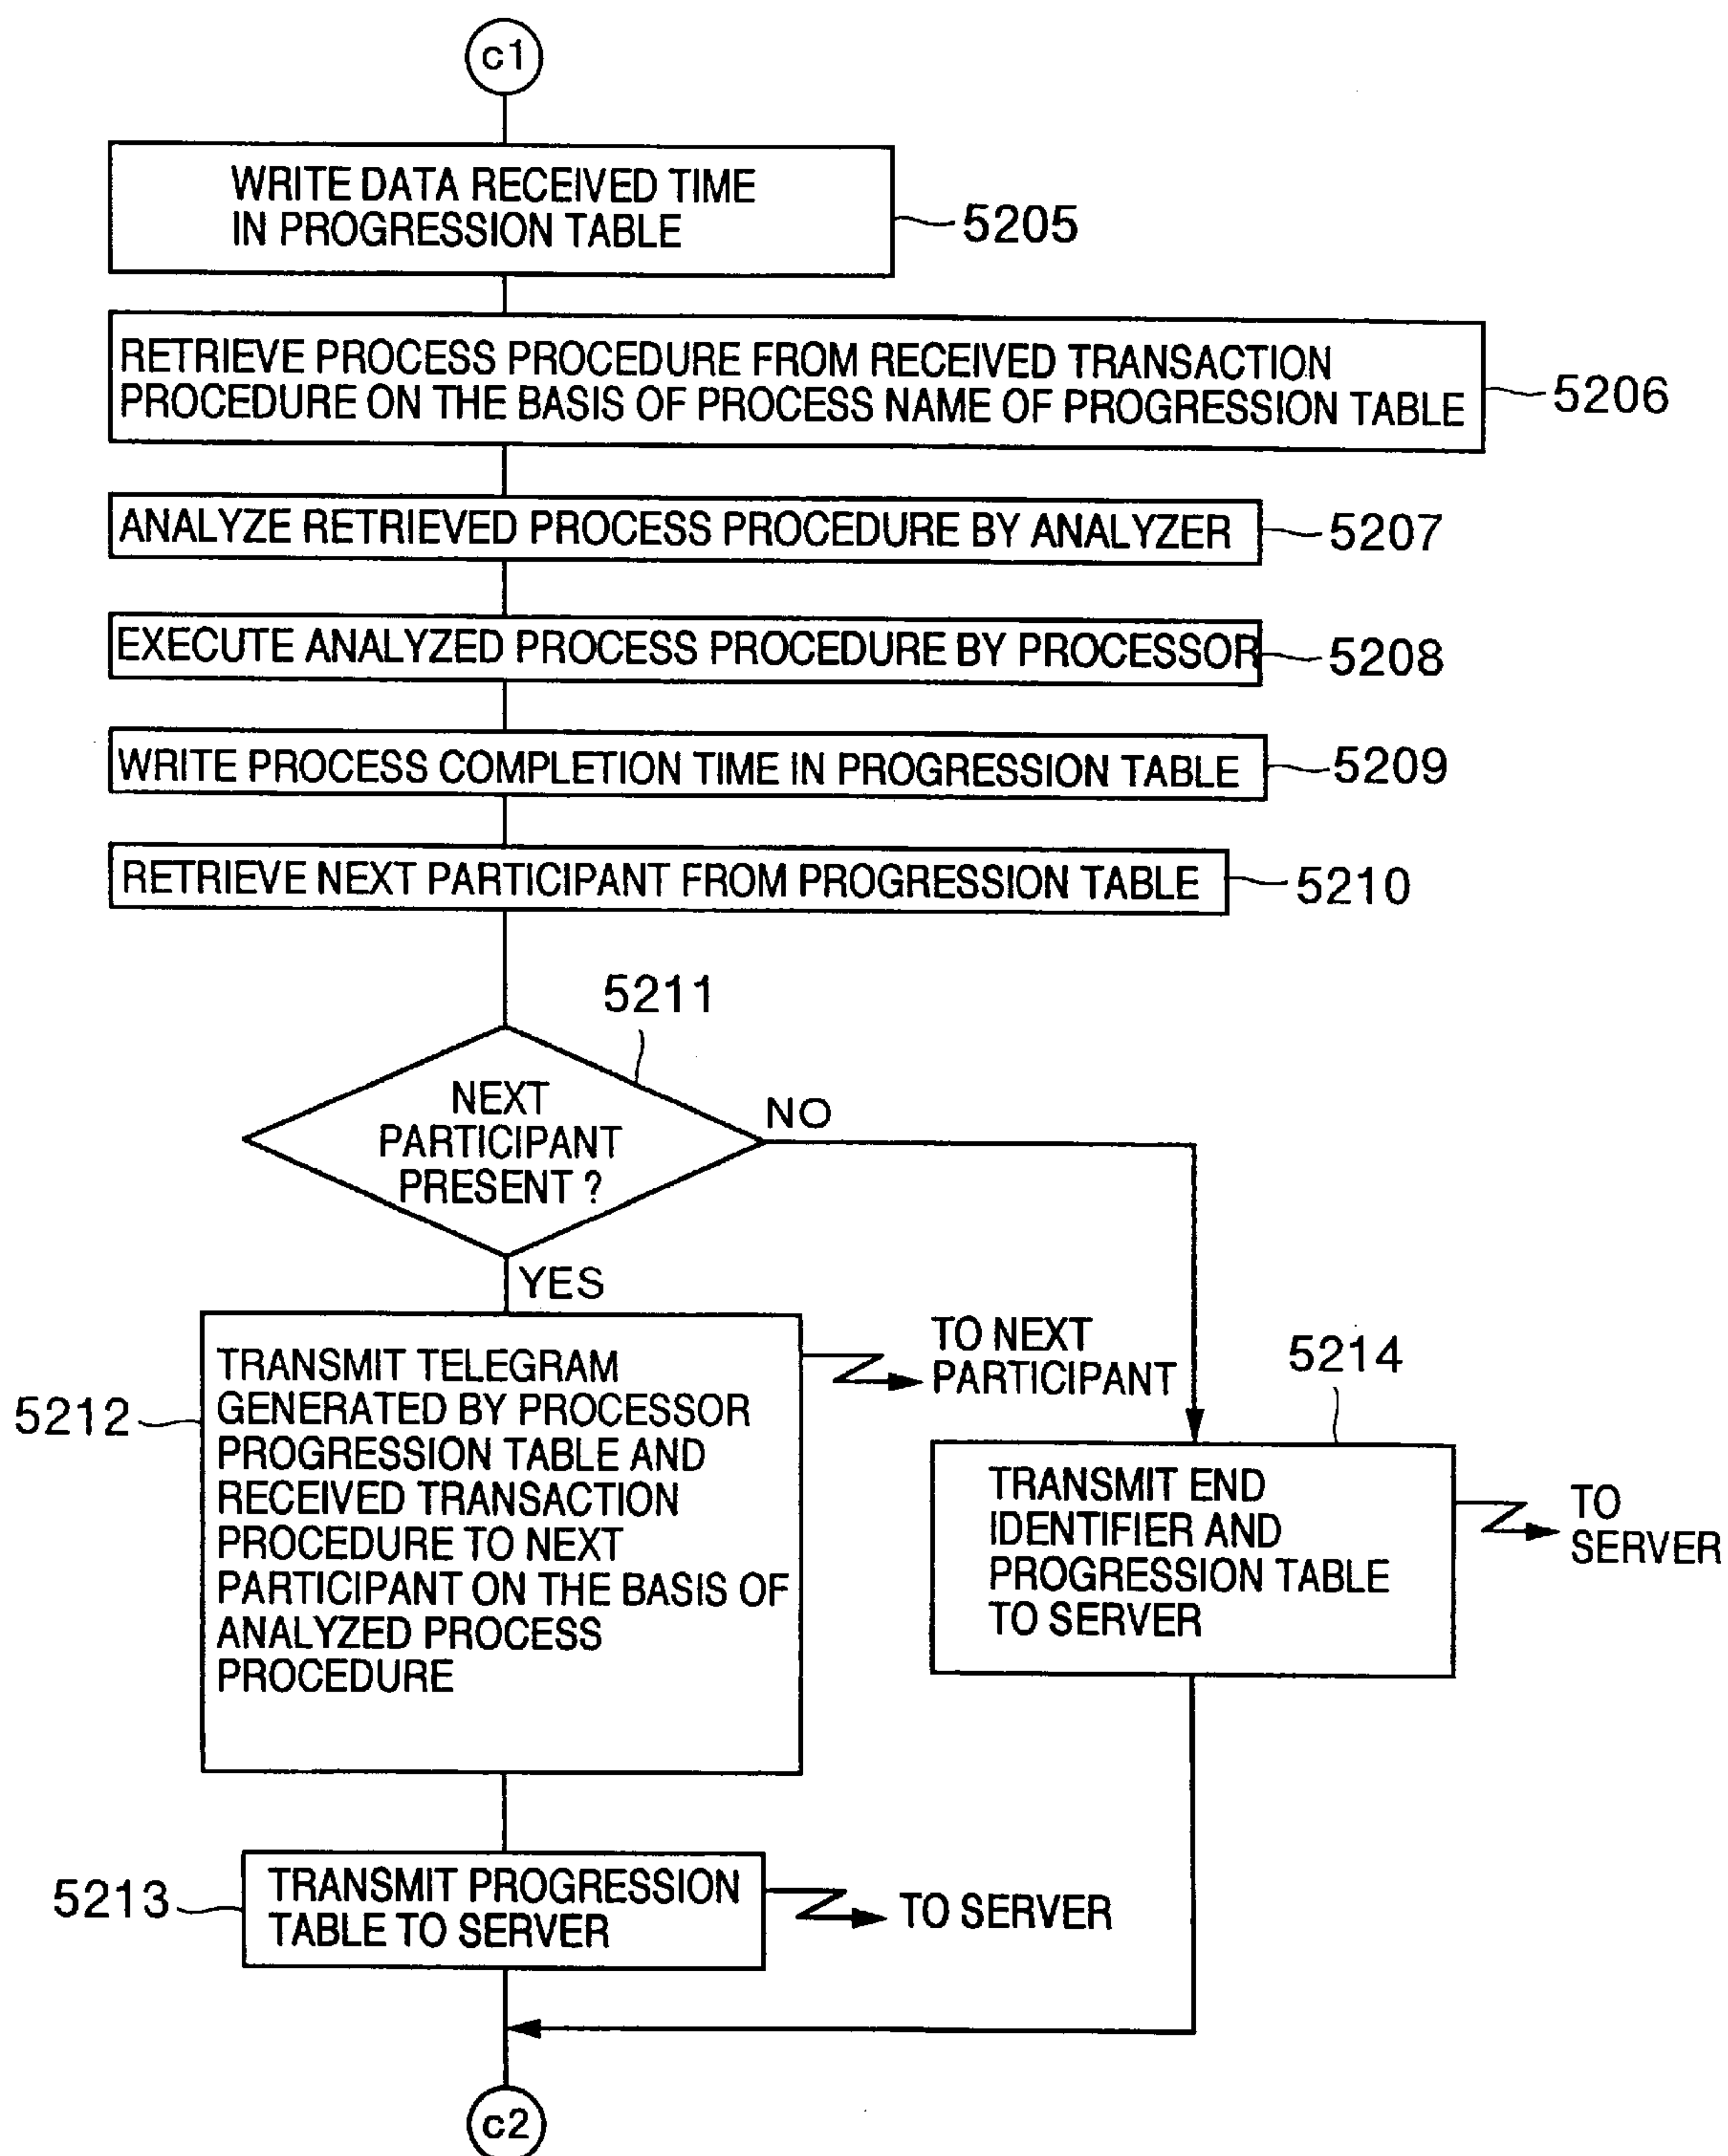 c1
WRITE DATA RECEIVED TIME
IN PROGRESSION TABLE
5205
RETRIEVE PROCESS PROCEDURE FROM RECEIVED TRANSACTION
PROCEDURE ON THE BASIS OF PROCESS NAME OF PROGRESSION TABLE
5206
ANALYZE RETRIEVED PROCESS PROCEDURE BY ANALYZER
5207
EXECUTE ANALYZED PROCESS PROCEDURE BY PROCESSOR
5208
WRITE PROCESS COMPLETION TIME IN PROGRESSION TABLE
5209
RETRIEVE NEXT PARTICIPANT FROM PROGRESSION TABLE
5210
5211
NEXT
PARTICIPANT
PRESENT ?
NO
YES
5212
TRANSMIT TELEGRAM
GENERATED BY PROCESSOR
PROGRESSION TABLE AND
RECEIVED TRANSACTION
PROCEDURE TO NEXT
PARTICIPANT ON THE BASIS OF
ANALYZED PROCESS
PROCEDURE
TO NEXT
PARTICIPANT
5214
TRANSMIT END
IDENTIFIER AND
PROGRESSION TABLE
TO SERVER
TO
SERVER
5213
TRANSMIT PROGRESSION
TABLE TO SERVER
TO SERVER
c2